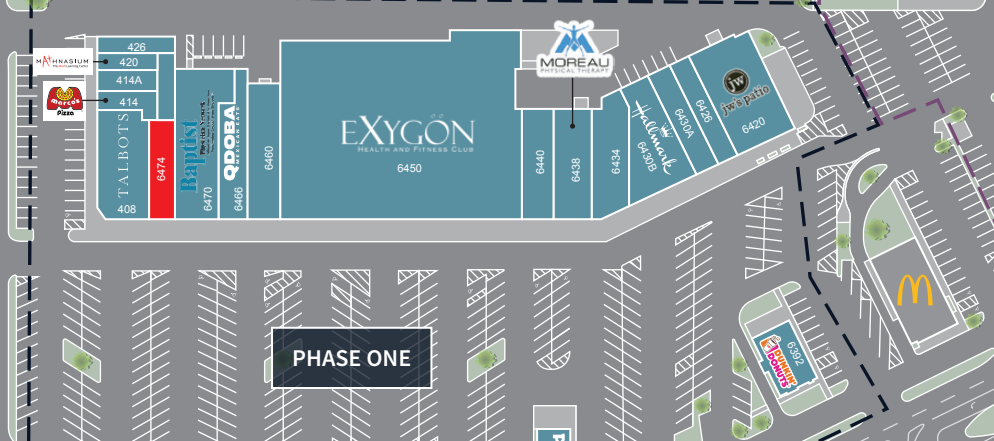 426
420
MATHNASIUM
414A
414
Marco's
Pizza
TALBOTS
408
6474
Baptist
6470
QDOBA
MEXICAN EATS
6466
6460
EXYGON
HEALTH AND FITNESS CLUB
6450
MOREAU
PHYSICAL THERAPY
6440
6438
6434
Hallmark
6430B
6430A
6426
jw
jw's patio
6420
PHASE ONE
DUNKIN'
DONUTS
6392